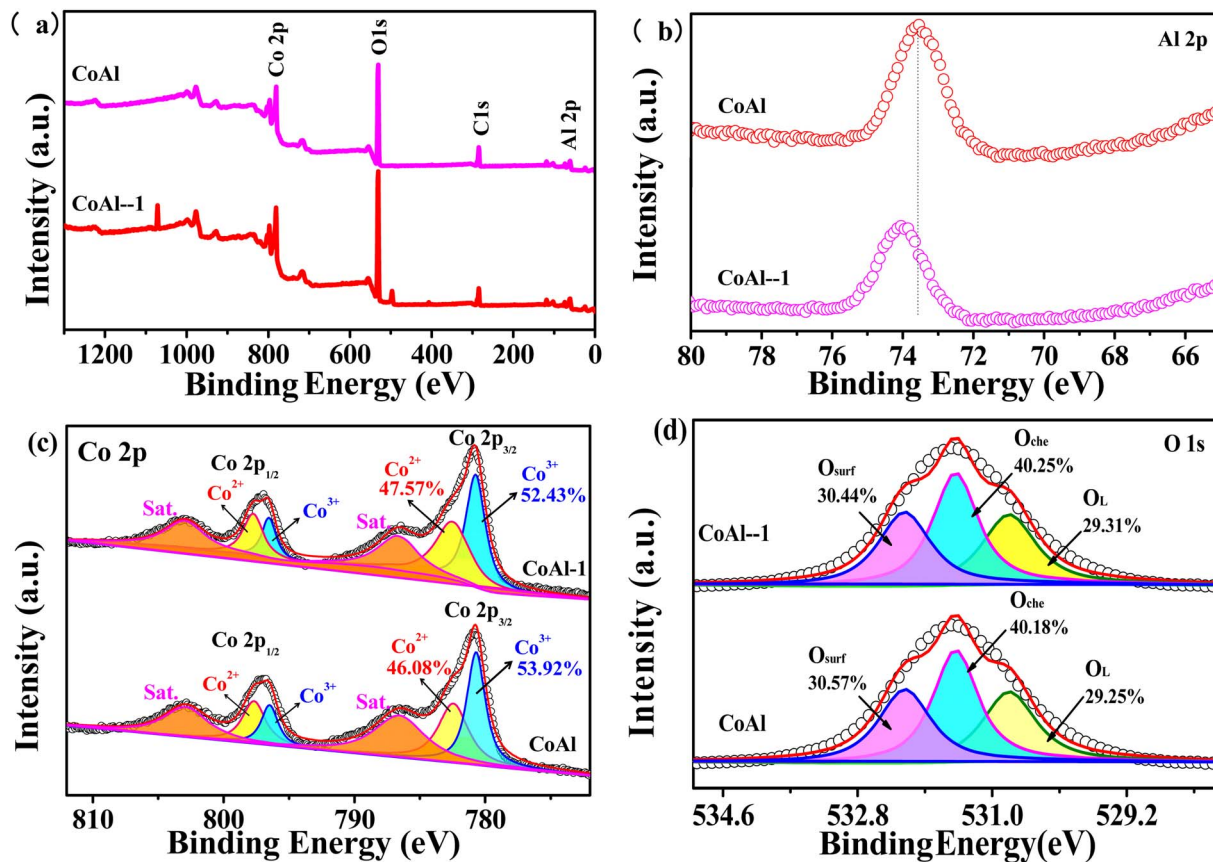 ( a)
Co 2p
O1s
C1s
Al 2p
CoAl
CoAl--1
Intensity (a.u.)
1200 1000 800 600 400 200 0
Binding Energy (eV)
( b)
Al 2p
CoAl
CoAl--1
Intensity (a.u.)
80 78 76 74 72 70 68 66
Binding Energy (eV)
(c)
Co 2p
Co 2p3/2
Co 2p1/2
Co2+
47.57%
Co3+
52.43%
Co2+
Co3+
Sat.
Sat.
CoAl-1
Co 2p3/2
Co 2p1/2
Co2+
46.08%
Co3+
53.92%
Co2+
Co3+
Sat.
Sat.
CoAl
Intensity (a.u.)
810 800 790 780
Binding Energy (eV)
(d)
O 1s
Oche
40.25%
Osurf
30.44%
OL
29.31%
CoAl--1
Oche
40.18%
Osurf
30.57%
OL
29.25%
CoAl
Intensity (a.u.)
534.6 532.8 531.0 529.2
Binding Energy(eV)